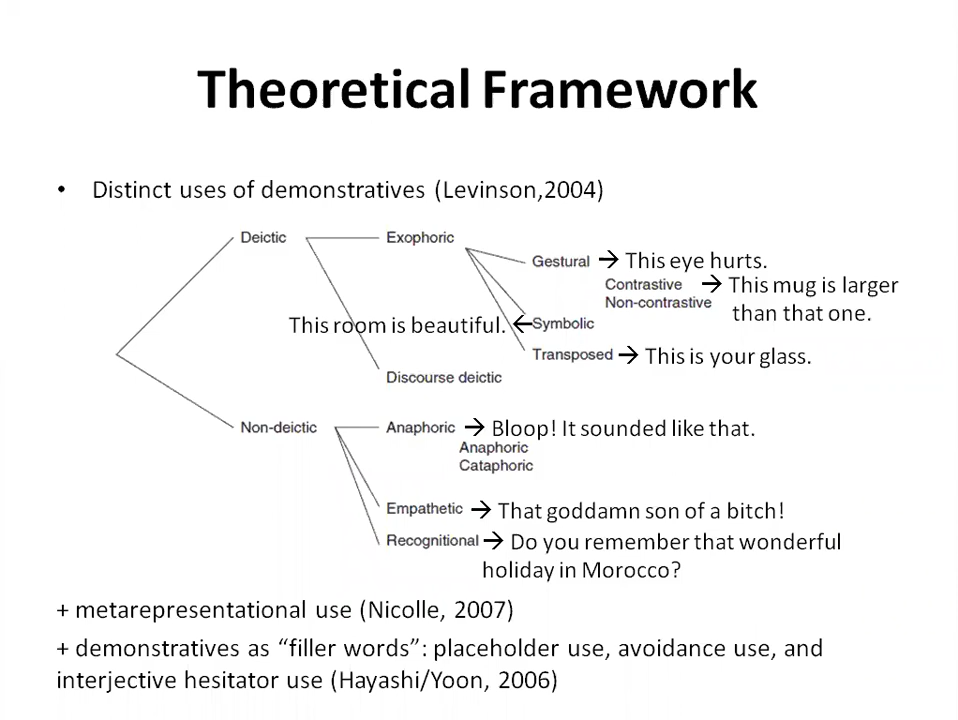 Theoretical Framework
• Distinct uses of demonstratives (Levinson,2004)
Deictic
Exophoric
Gestural → This eye hurts.
Contrastive → This mug is larger
Non-contrastive than that one.
This room is beautiful. ← Symbolic
Transposed → This is your glass.
Discourse deictic
Non-deictic
Anaphoric → Bloop! It sounded like that.
Anaphoric
Cataphoric
Empathetic → That goddamn son of a bitch!
Recognitional → Do you remember that wonderful
holiday in Morocco?
+ metarepresentational use (Nicolle, 2007)
+ demonstratives as “filler words”: placeholder use, avoidance use, and
interjective hesitator use (Hayashi/Yoon, 2006)